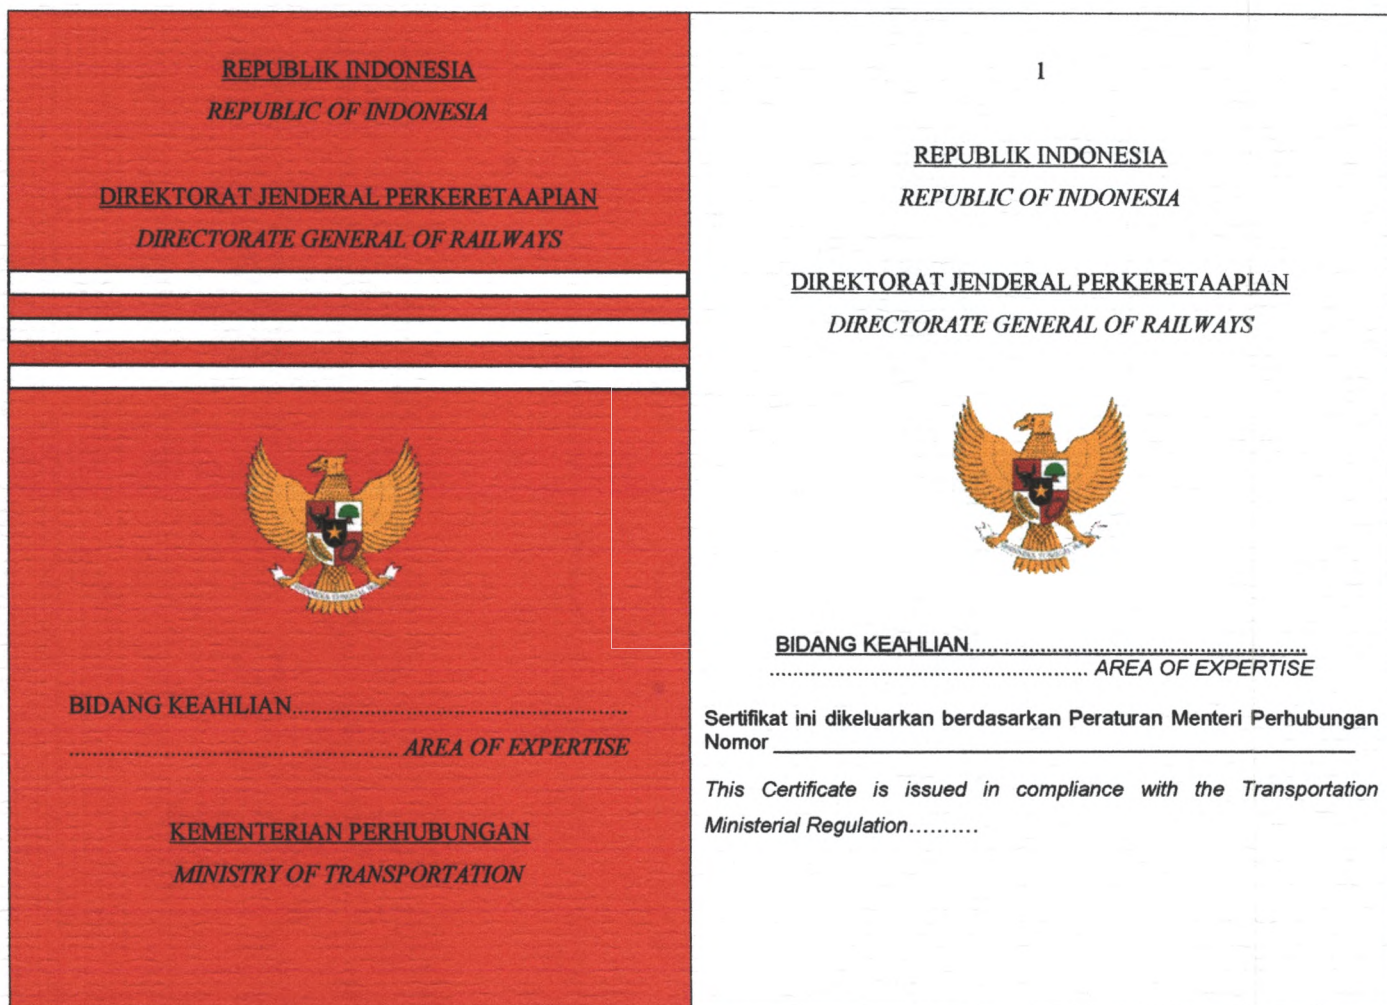 REPUBLIK INDONESIA
REPUBLIC OF INDONESIA
DIREKTORAT JENDERAL PERKERETAAPIAN
DIRECTORATE GENERAL OF RAILWAYS
BIDANG KEAHLIAN........................................................
....................................................... AREA OF EXPERTISE
KEMENTERIAN PERHUBUNGAN
MINISTRY OF TRANSPORTATION
1
REPUBLIK INDONESIA
REPUBLIC OF INDONESIA
DIREKTORAT JENDERAL PERKERETAAPIAN
DIRECTORATE GENERAL OF RAILWAYS
BIDANG KEAHLIAN........................................................
...................................................... AREA OF EXPERTISE
Sertifikat ini dikeluarkan berdasarkan Peraturan Menteri Perhubungan
Nomor ______________________________________________
This Certificate is issued in compliance with the Transportation
Ministerial Regulation..........